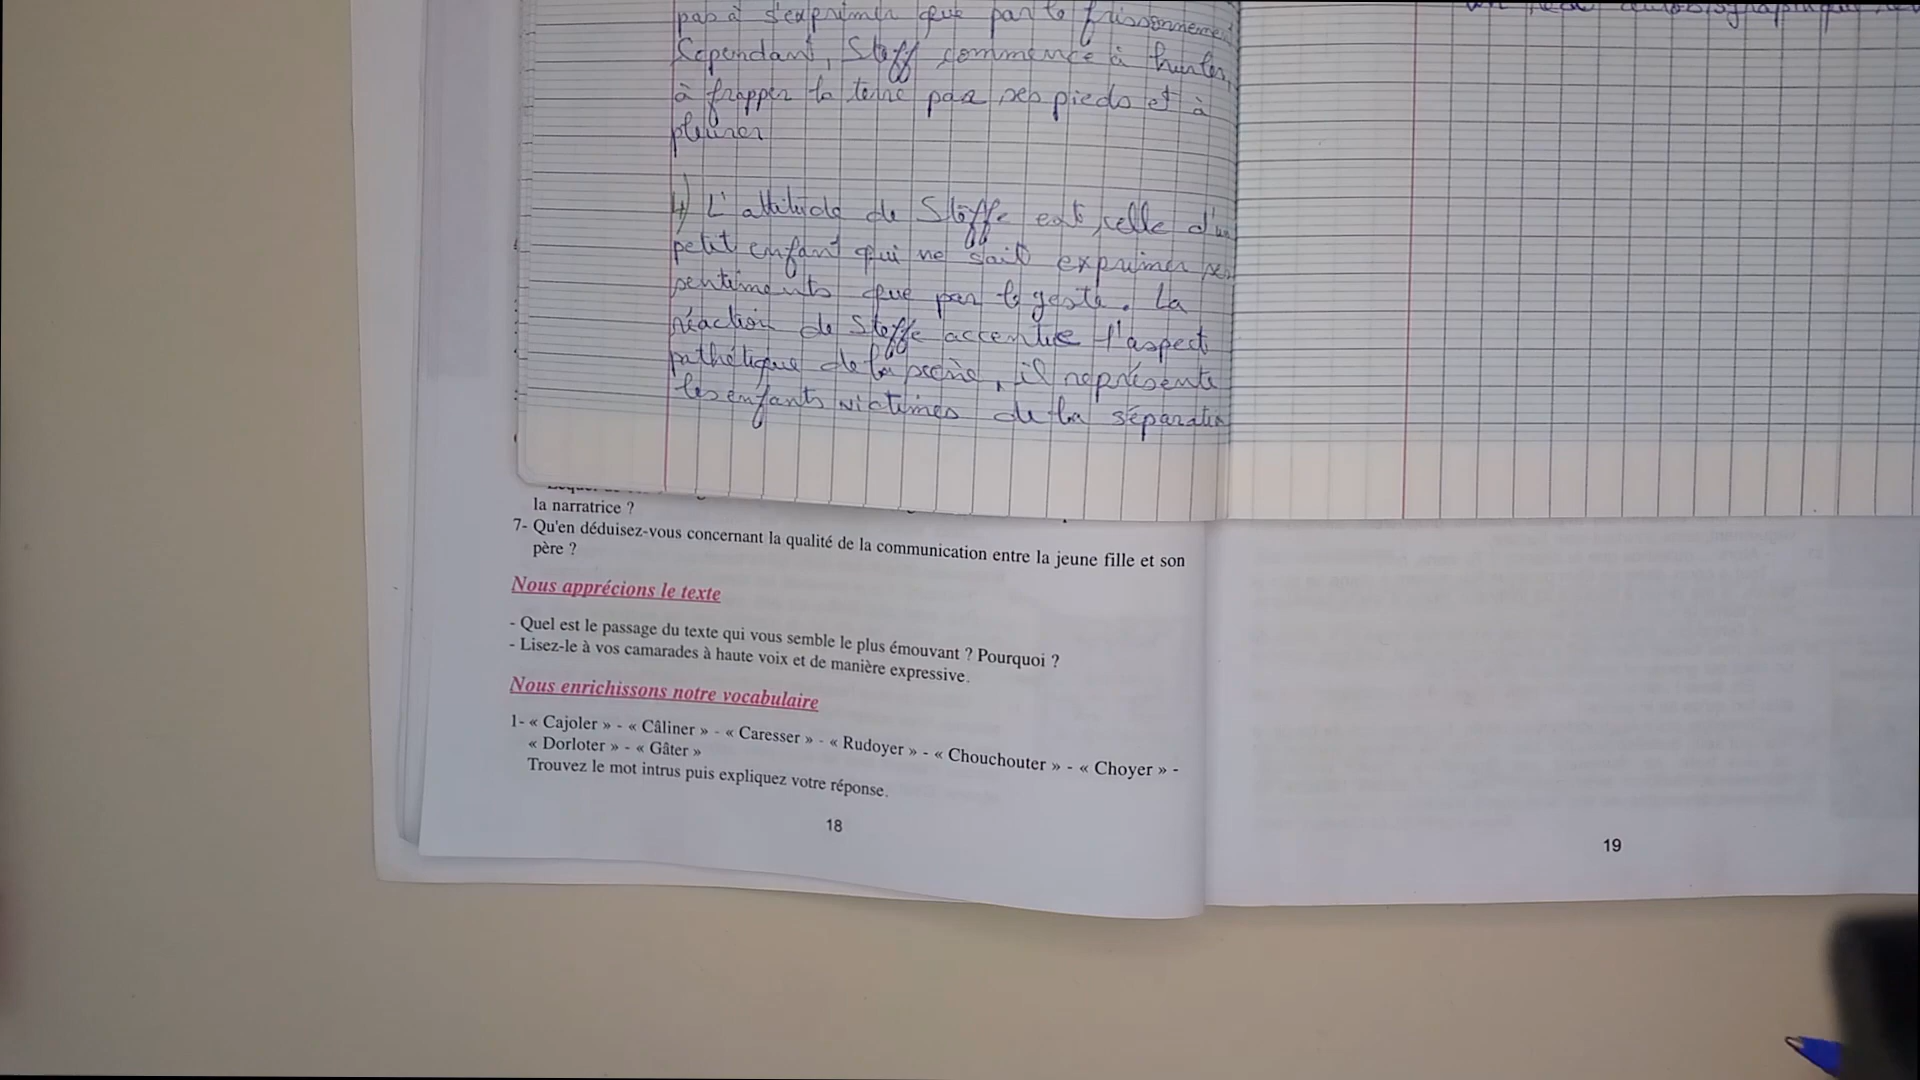 pas à s'exprimer que par le frissonnement
Cependant, Steff commence à hurler,
à frapper la terre par ses pieds et à
pleurer
4) L'attitude de Stèffe est celle d'un
petit enfant qui ne sait exprimer ses
sentiments que par le geste. La
réaction de Steffe accentue l'aspect
pathétique de la scène, il représente
les enfants victimes de la séparation
la narratrice ?
7- Qu'en déduisez-vous concernant la qualité de la communication entre la jeune fille et son
père ?
Nous apprécions le texte
- Quel est le passage du texte qui vous semble le plus émouvant ? Pourquoi ?
- Lisez-le à vos camarades à haute voix et de manière expressive.
Nous enrichissons notre vocabulaire
1- « Cajoler » - « Câliner » - « Caresser » - « Rudoyer » - « Chouchouter » - « Choyer » -
« Dorloter » - « Gâter »
Trouvez le mot intrus puis expliquez votre réponse.
18
19